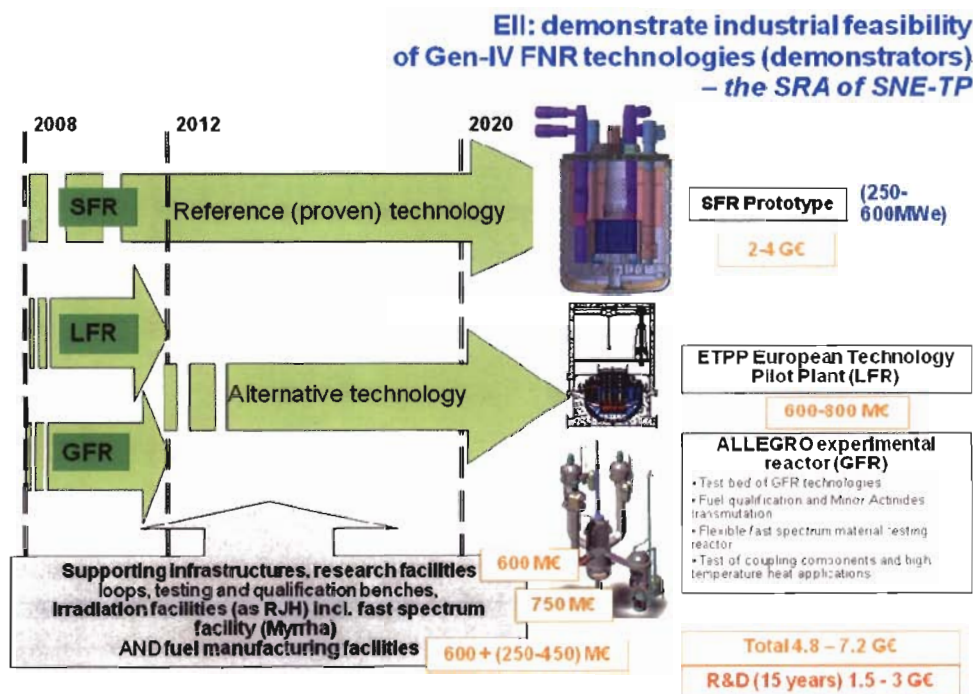 EII: demonstrate industrial feasibility
of Gen-IV FNR technologies (demonstrators)
– the SRA of SNE-TP
2008
2012
2020
SFR
Reference (proven) technology
SFR Prototype
(250-
600MWe)
2-4 G€
LFR
Alternative technology
GFR
ETPP European Technology
Pilot Plant (LFR)
600-800 M€
ALLEGRO experimental
reactor (GFR)
• Test bed of GFR technologies
• Fuel qualification and Minor Actinides
transmutation
• Flexible fast spectrum material testing
reactor
• Test of coupling components and high
temperature heat applications
Supporting infrastructures, research facilities
loops, testing and qualification benches,
Irradiation facilities (as RJH) incl. fast spectrum
facility (Myrrha)
AND fuel manufacturing facilities
600 M€
750 M€
600 + (250-450) M€
Total 4.8 – 7.2 G€
R&D (15 years) 1.5 - 3 G€